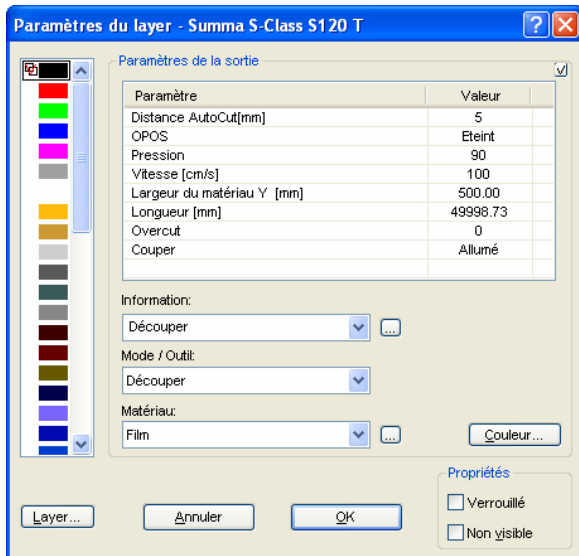 Paramètres du layer - Summa S-Class S120 T
Paramètres de la sortie
Paramètre Valeur
Distance AutoCut[mm] 5
OPOS Eteint
Pression 90
Vitesse [cm/s] 100
Largeur du matériau Y [mm] 500.00
Longueur [mm] 49998.73
Overcut 0
Couper Allumé
Information:
Découper ...
Mode / Outil:
Découper
Matériau:
Film ...
Couleur...
Propriétés
Verrouillé
Non visible
Layer... Annuler OK